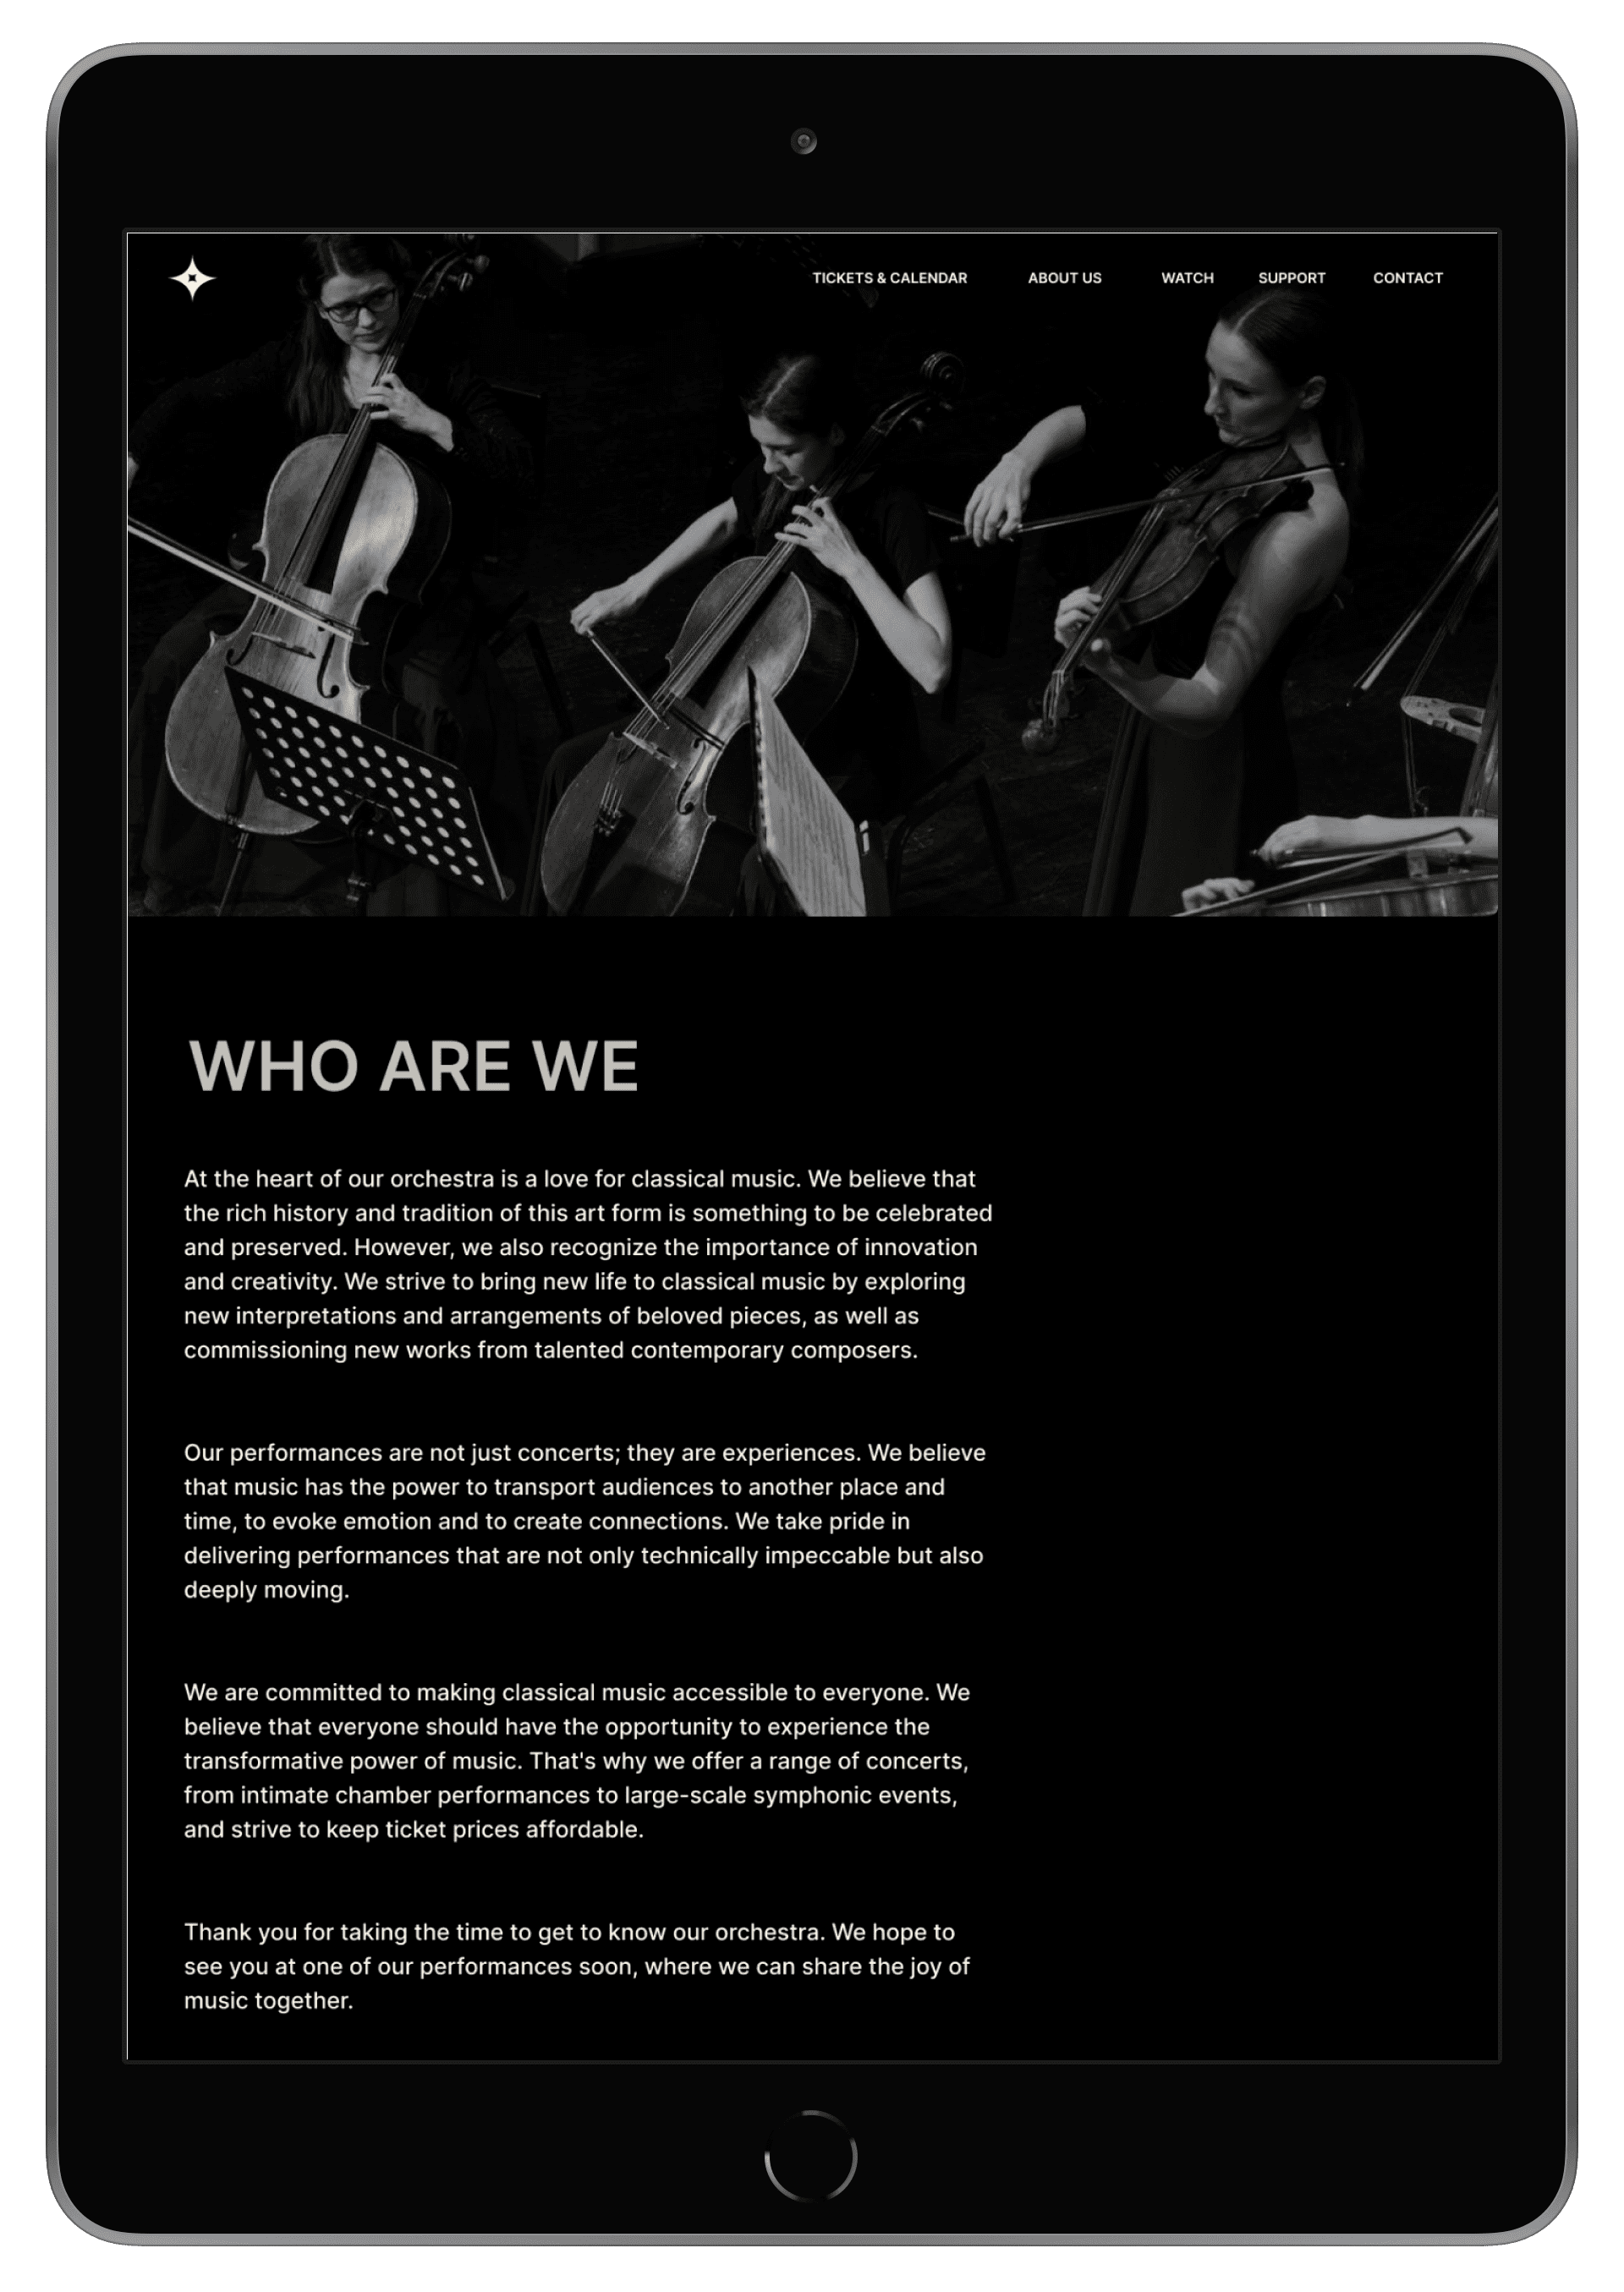 TICKETS & CALENDAR ABOUT US WATCH SUPPORT CONTACT
WHO ARE WE
At the heart of our orchestra is a love for classical music. We believe that
the rich history and tradition of this art form is something to be celebrated
and preserved. However, we also recognize the importance of innovation
and creativity. We strive to bring new life to classical music by exploring
new interpretations and arrangements of beloved pieces, as well as
commissioning new works from talented contemporary composers.
Our performances are not just concerts; they are experiences. We believe
that music has the power to transport audiences to another place and
time, to evoke emotion and to create connections. We take pride in
delivering performances that are not only technically impeccable but also
deeply moving.
We are committed to making classical music accessible to everyone. We
believe that everyone should have the opportunity to experience the
transformative power of music. That's why we offer a range of concerts,
from intimate chamber performances to large-scale symphonic events,
and strive to keep ticket prices affordable.
Thank you for taking the time to get to know our orchestra. We hope to
see you at one of our performances soon, where we can share the joy of
music together.